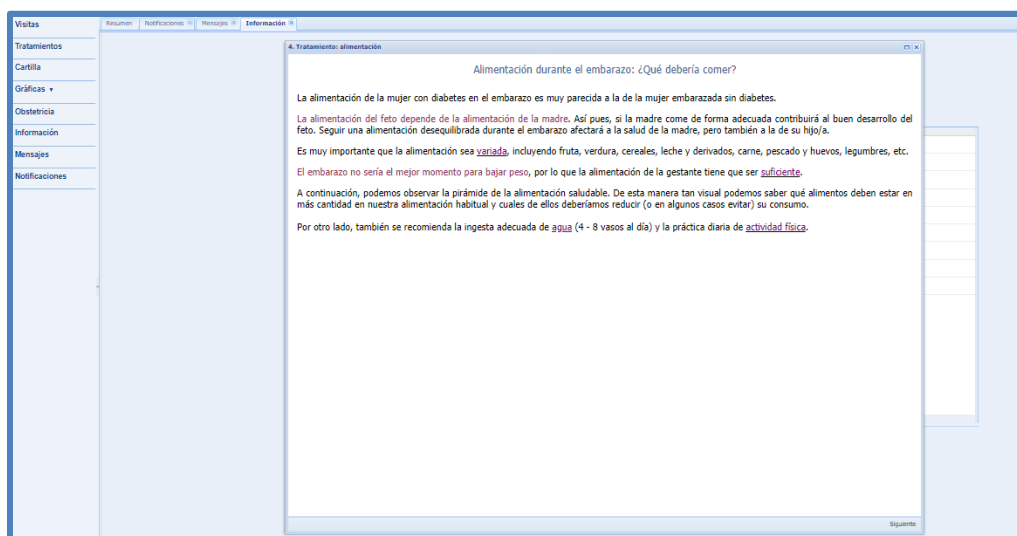 Visitas
Tratamientos
Cartilla
Gráficas
Obstetricia
Información
Mensajes
Notificaciones
Resumen Notificaciones Mensajes Información
4. Tratamiento: alimentación
Alimentación durante el embarazo: ¿Qué debería comer?
La alimentación de la mujer con diabetes en el embarazo es muy parecida a la de la mujer embarazada sin diabetes.
La alimentación del feto depende de la alimentación de la madre. Así pues, si la madre come de forma adecuada contribuirá al buen desarrollo del
feto. Seguir una alimentación desequilibrada durante el embarazo afectará a la salud de la madre, pero también a la de su hijo/a.
Es muy importante que la alimentación sea variada, incluyendo fruta, verdura, cereales, leche y derivados, carne, pescado y huevos, legumbres, etc.
El embarazo no sería el mejor momento para bajar peso, por lo que la alimentación de la gestante tiene que ser suficiente.
A continuación, podemos observar la pirámide de la alimentación saludable. De esta manera tan visual podemos saber qué alimentos deben estar en
más cantidad en nuestra alimentación habitual y cuales de ellos deberíamos reducir (o en algunos casos evitar) su consumo.
Por otro lado, también se recomienda la ingesta adecuada de agua (4 - 8 vasos al día) y la práctica diaria de actividad física.
Siguiente